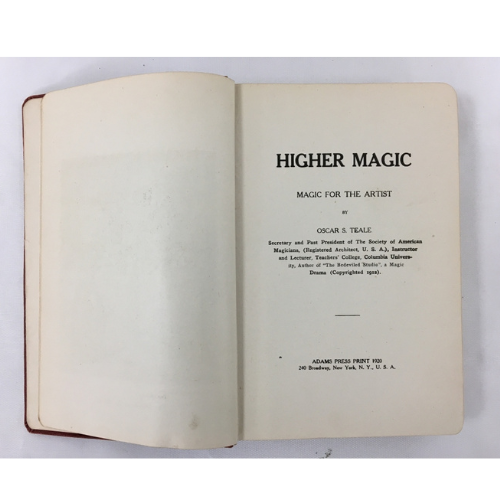 HIGHER MAGIC
MAGIC FOR THE ARTIST
BY
OSCAR S. TEALE
Secretary and Past President of The Society of American
Magicians, (Registered Architect, U. S. A.), Instructor
and Lecturer, Teachers' College, Columbia Univers-
ity, Author of "The Bedeviled Studio", a Magic
Drama (Copyrighted
ADAMS PRESS PRINT 1920
240 Broadway, New York, N. Y., U. S. A.